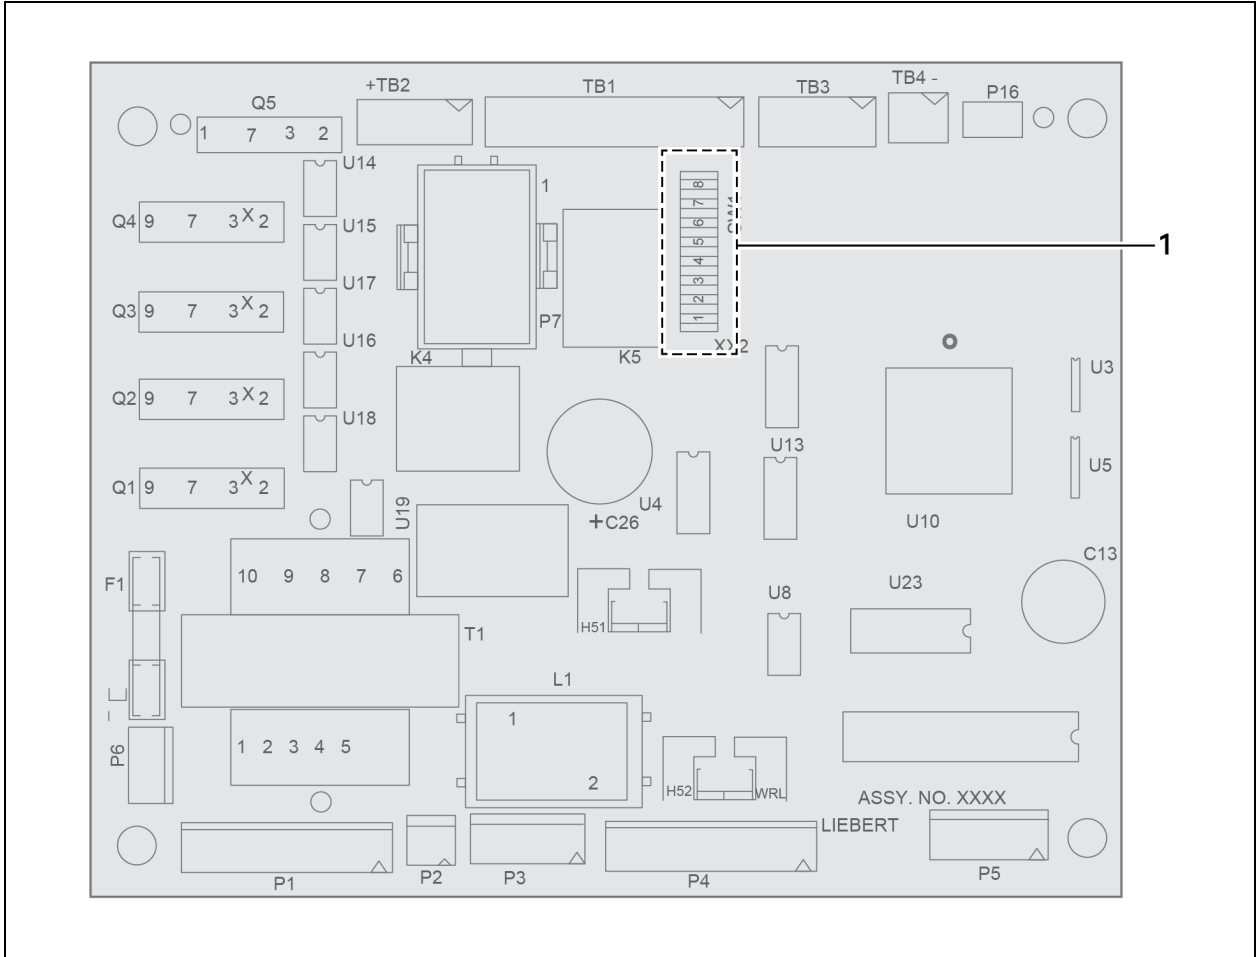 +TB2
TB1
TB3
TB4 -
P16
Q5
1 7 3 2
U14
1
8
7
6
5
4
3
2
1
Q4 9 7 3 X 2
U15
1
U17
Q3 9 7 3 X 2
P7
U16
K4
K5
U3
Q2 9 7 3 X 2
U18
U13
U5
Q1 9 7 3 X 2
U19
U4
+C26
U10
C13
F1
10 9 8 7 6
U8
U23
H51
T1
L1
1
2
P6
1 2 3 4 5
H52
WRL
ASSY. NO. XXXX
LIEBERT
P1
P2
P3
P4
P5